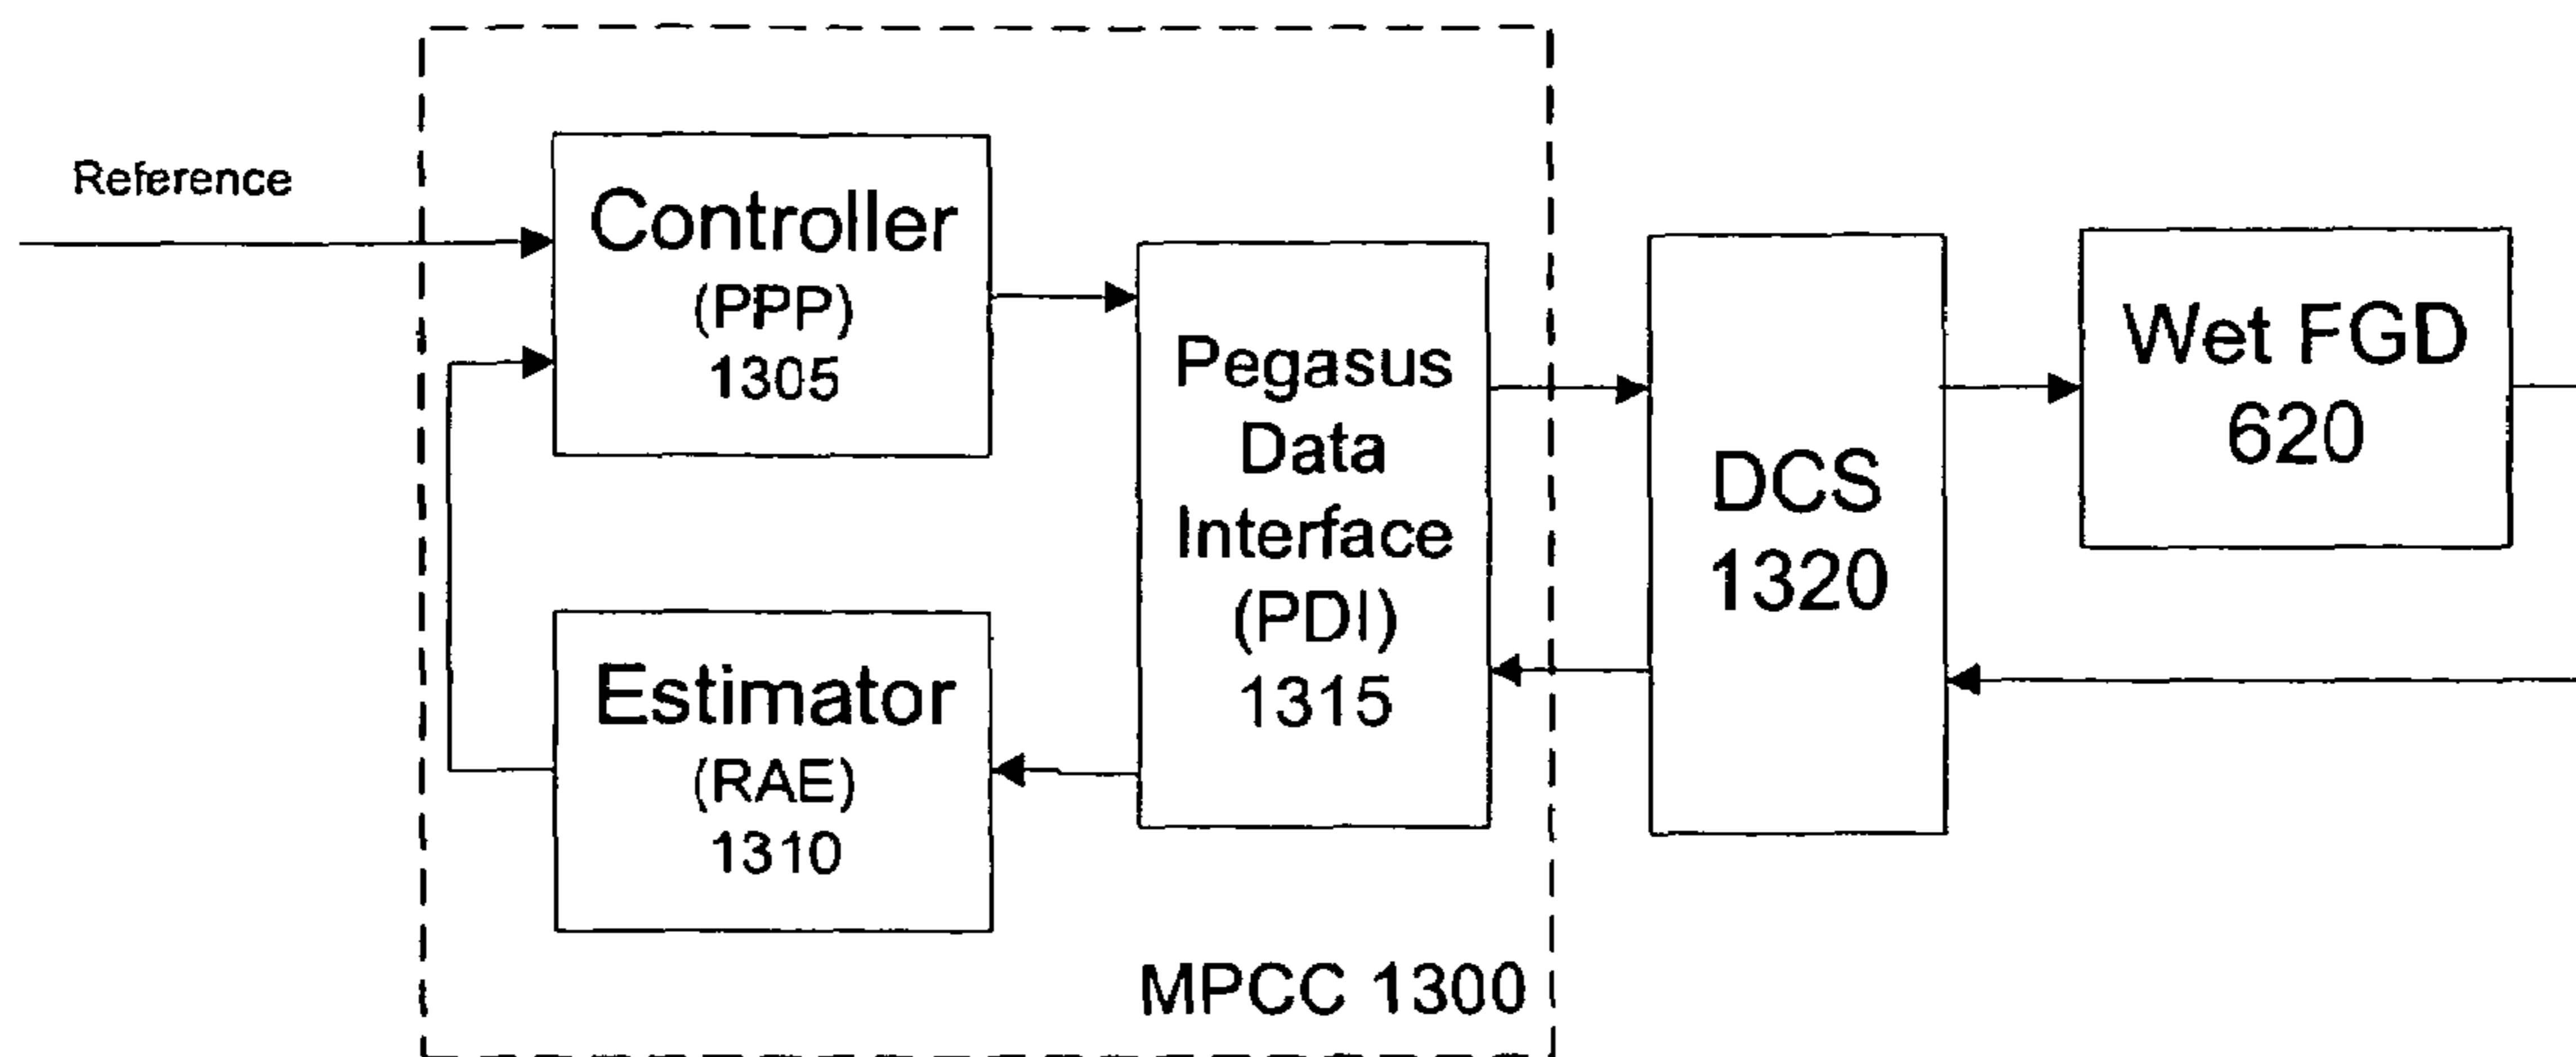 Reference
Controller
(PPP)
1305
Pegasus
Data
Interface
(PDI)
1315
DCS
1320
Wet FGD
620
Estimator
(RAE)
1310
MPCC 1300